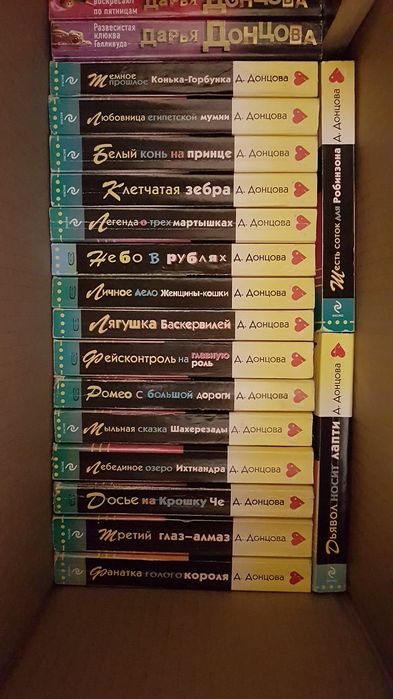 воскресают
по пятницам
Дарья Донцова
Развесистая
клюква
Голливуда
Дарья Донцова
Темное
прошлое Конька-Горбунка Д. Донцова
Любовница египетской мумии Д. Донцова
Белый конь на принце Д. Донцова
Клетчатая зебра Д. Донцова
Легенда о трех мартышках Д. Донцова
Небо в рублях Д. Донцова
Личное дело Женщины-кошки Д. Донцова
Лягушка Баскервилей Д. Донцова
Фейсконтроль на главную
роль Д. Донцова
Ромео с большой дороги Д. Донцова
Мыльная сказка Шахерезады Д. Донцова
Лебединое озеро Ихтиандра Д. Донцова
Досье на Крошку Че Д. Донцова
Третий глаз-алмаз Д. Донцова
Фанатка голого короля Д. Донцова
Шесть соток для Робинзона Д. Донцова
Дьявол носит лапти Д. Донцова